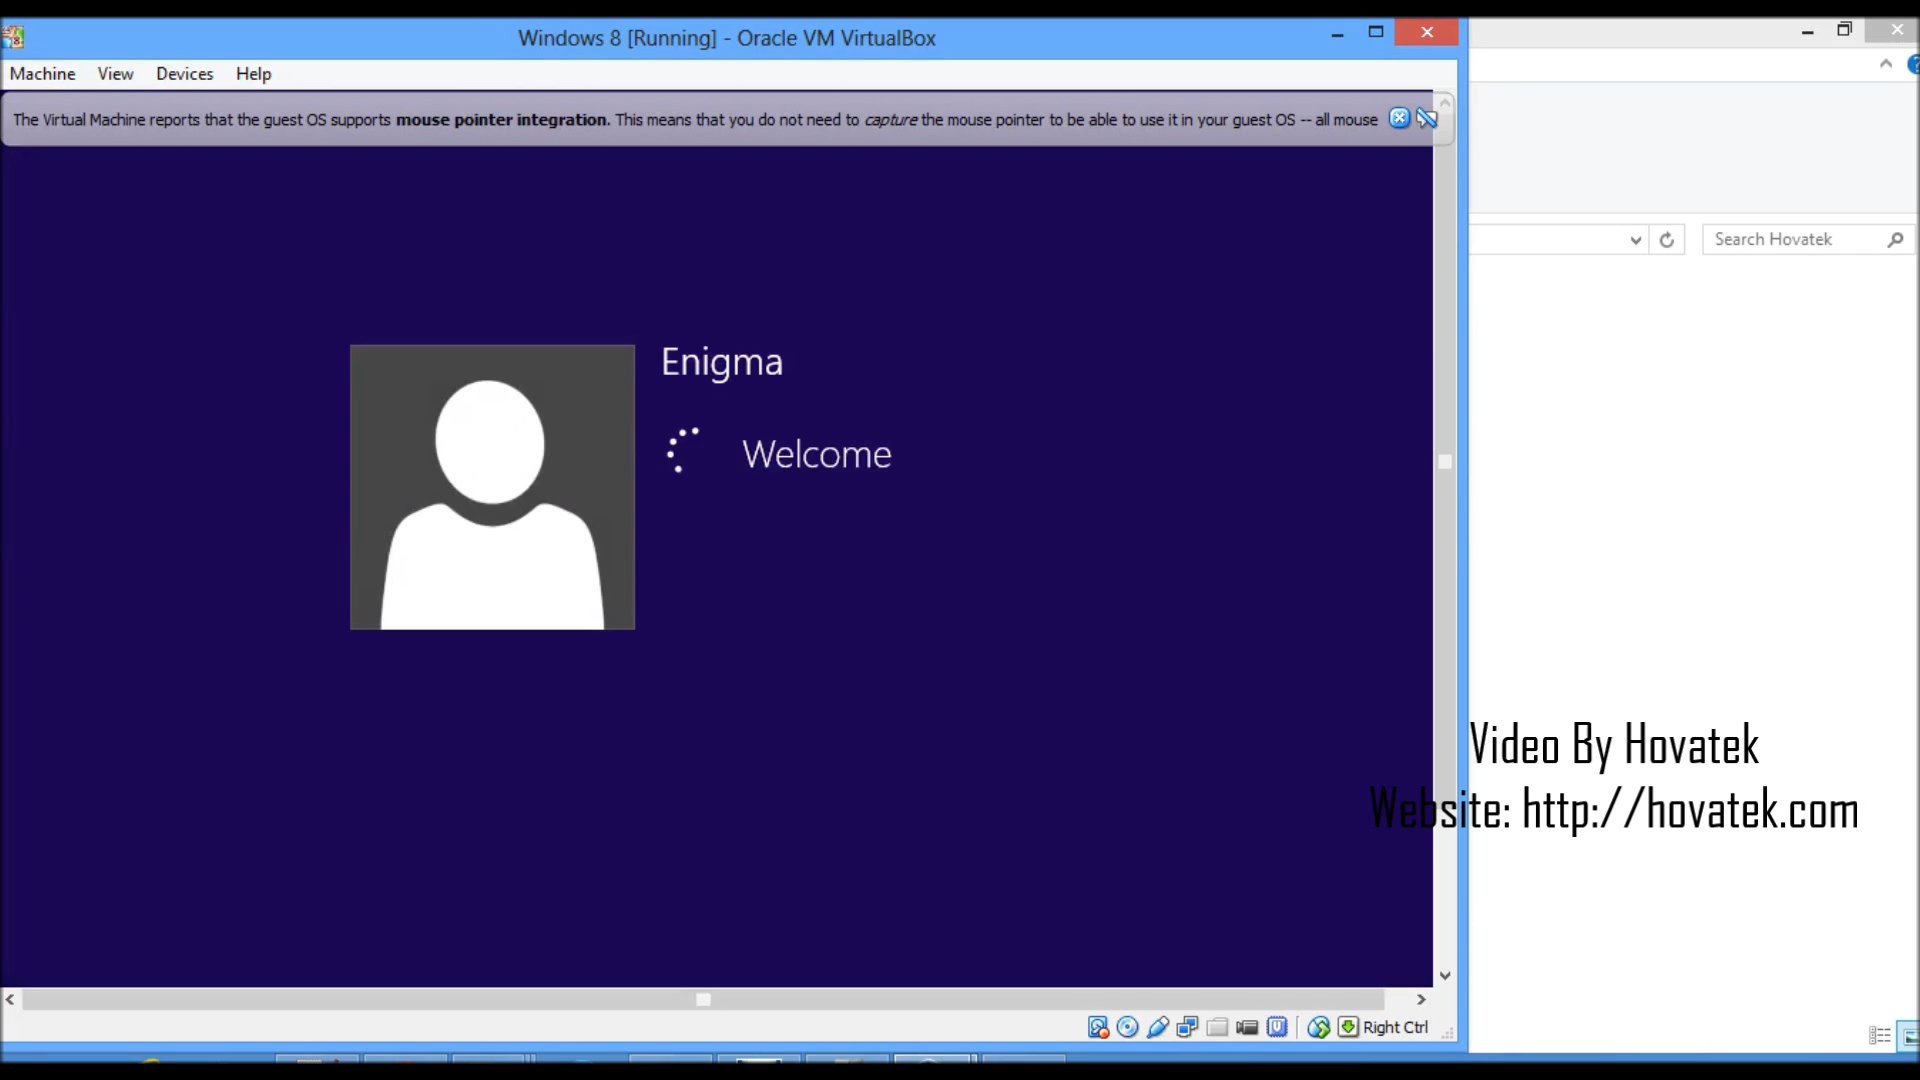 Windows 8 [Running] - Oracle VM VirtualBox
Machine View Devices Help
The Virtual Machine reports that the guest OS supports mouse pointer integration. This means that you do not need to capture the mouse pointer to be able to use it in your guest OS -- all mouse
Search Hovatek
Enigma
Welcome
Video By Hovatek
Website: http://hovatek.com
Right Ctrl